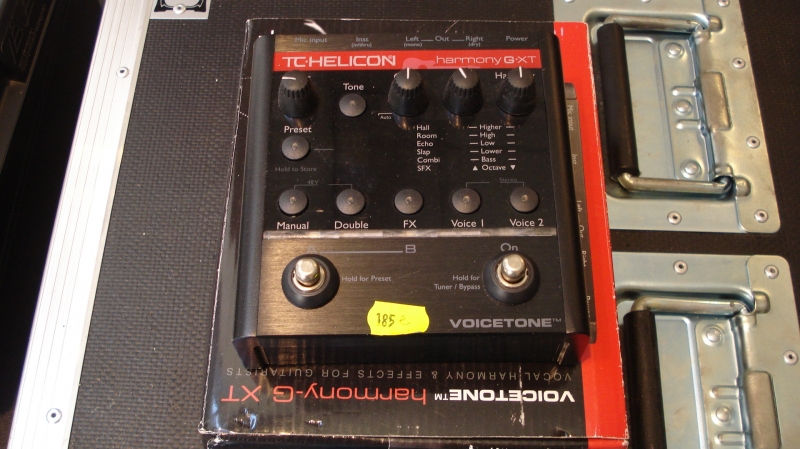 Mic input Inst (mthru) Left (mono) Out Right (dry) Power
TC·HELICON harmony G·XT
Tone
Auto
Preset
Hold to Store
Hall
Room
Echo
Slap
Combi
SFX
Higher
High
Low
Lower
Bass
▲ Octave ▼
48V
Manual Double FX Voice 1 Voice 2
B On
Hold for Preset
Hold for
Tuner / Bypass
185
VOICETONE™
VOCAL HARMONY & EFFECTS FOR GUITARISTS
VOICETONE™ harmony-G XT